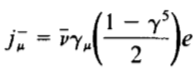 j_μ^- = ν̄γ_μ((1 − γ^5)/2)e